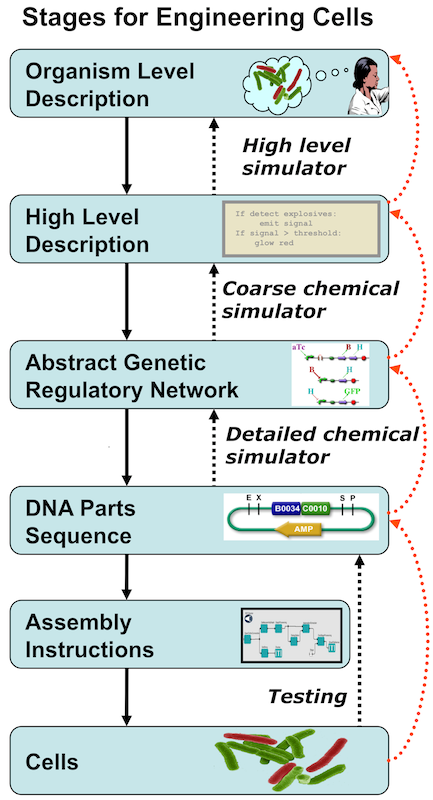 Stages for Engineering Cells
Organism Level
Description
High level
simulator
High Level
Description
If detect explosives:
emit signal
If signal > threshold:
glow red
Coarse chemical
simulator
Abstract Genetic
Regulatory Network
aTc
B H
B H
H GFP
Detailed chemical
simulator
DNA Parts
Sequence
E X B0034 C0010 S P
AMP
Assembly
Instructions
Testing
Cells